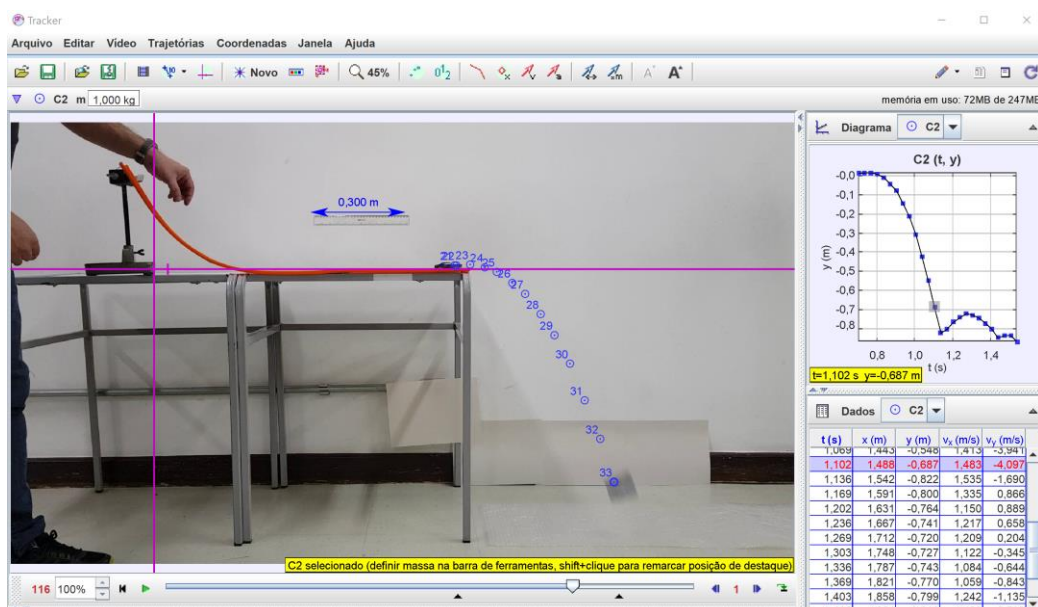 Tracker
Arquivo Editar Vídeo Trajetórias Coordenadas Janela Ajuda
Novo 45%
C2 m 1,000 kg memória em uso: 72MB de 247MB
Diagrama C2
C2 (t, y)
-0,0
-0,1
-0,2
-0,3
-0,4
-0,5
-0,6
-0,7
-0,8
y (m)
0,8 1,0 1,2 1,4
t (s)
t=1,102 s y=-0,687 m
0,300 m
22 23 24 25
26
27
28
29
30
31
32
33
Dados C2
t (s) x (m) y (m) vx (m/s) vy (m/s)
1,069 1,443 -0,548 1,413 -3,941
1,102 1,488 -0,687 1,483 -4,097
1,136 1,542 -0,822 1,535 -1,690
1,169 1,591 -0,800 1,335 0,866
1,202 1,631 -0,764 1,150 0,889
1,236 1,667 -0,741 1,217 0,658
1,269 1,712 -0,720 1,209 0,204
1,303 1,748 -0,727 1,122 -0,345
1,336 1,787 -0,743 1,084 -0,644
1,369 1,821 -0,770 1,059 -0,843
1,403 1,858 -0,799 1,242 -1,135
C2 selecionado (definir massa na barra de ferramentas, shift+clique para remarcar posição de destaque)
116 100% 1